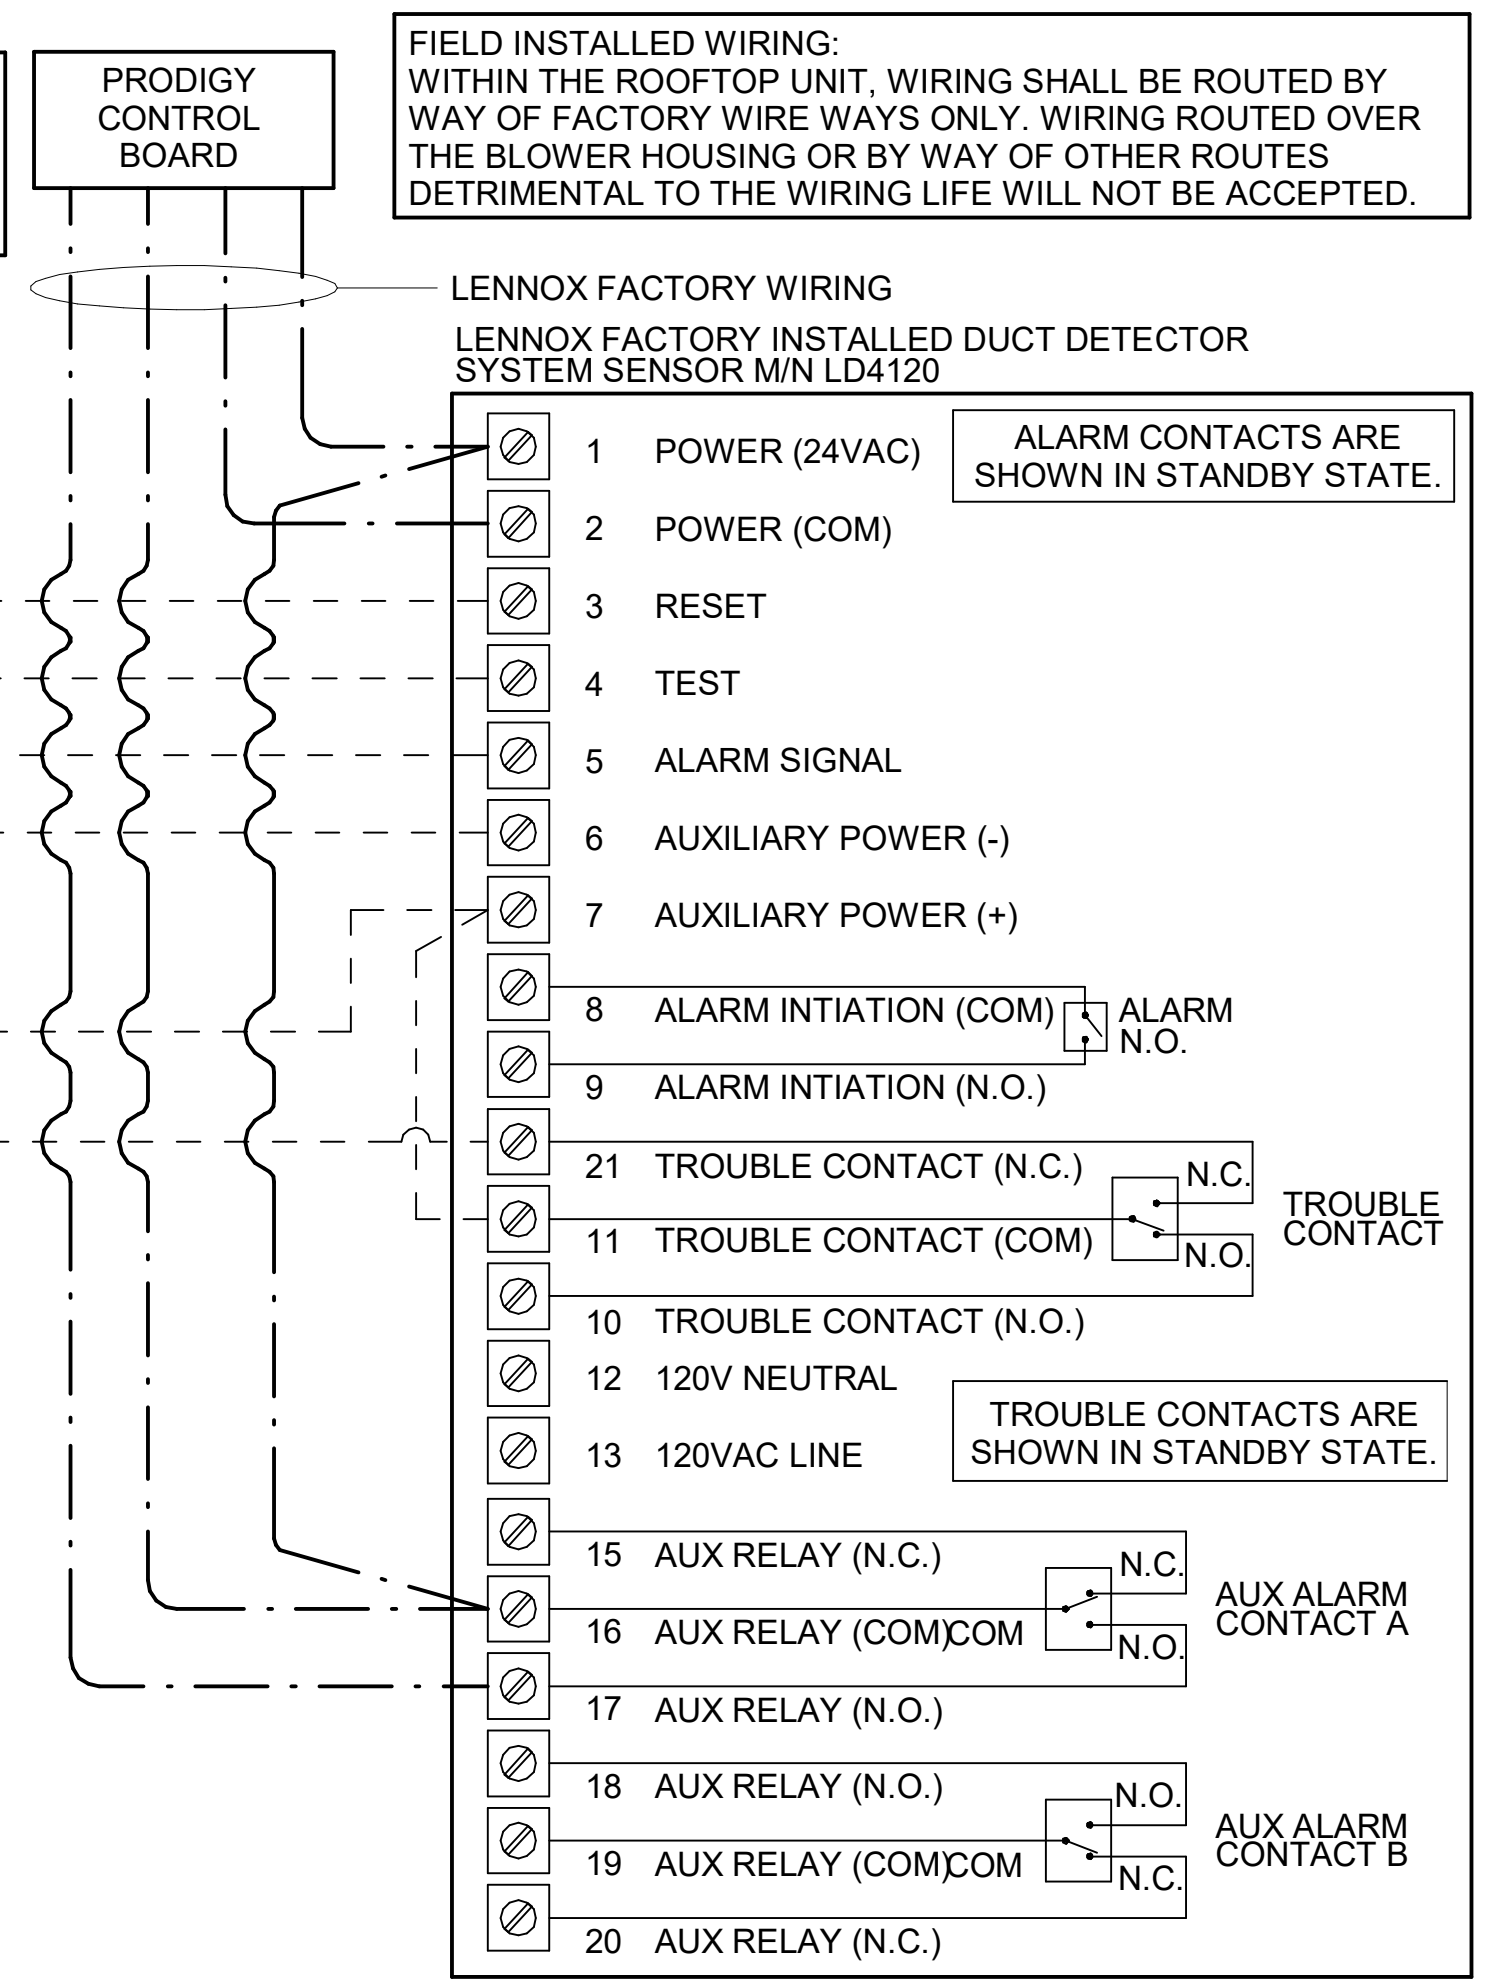 PRODIGY
CONTROL
BOARD
FIELD INSTALLED WIRING:
WITHIN THE ROOFTOP UNIT, WIRING SHALL BE ROUTED BY
WAY OF FACTORY WIRE WAYS ONLY. WIRING ROUTED OVER
THE BLOWER HOUSING OR BY WAY OF OTHER ROUTES
DETRIMENTAL TO THE WIRING LIFE WILL NOT BE ACCEPTED.
LENNOX FACTORY WIRING
LENNOX FACTORY INSTALLED DUCT DETECTOR
SYSTEM SENSOR M/N LD4120
ALARM CONTACTS ARE
SHOWN IN STANDBY STATE.
1 POWER (24VAC)
2 POWER (COM)
3 RESET
4 TEST
5 ALARM SIGNAL
6 AUXILIARY POWER (-)
7 AUXILIARY POWER (+)
8 ALARM INTIATION (COM)
ALARM
N.O.
9 ALARM INTIATION (N.O.)
21 TROUBLE CONTACT (N.C.)
N.C.
TROUBLE
CONTACT
11 TROUBLE CONTACT (COM)
N.O.
10 TROUBLE CONTACT (N.O.)
12 120V NEUTRAL
13 120VAC LINE
TROUBLE CONTACTS ARE
SHOWN IN STANDBY STATE.
15 AUX RELAY (N.C.)
N.C.
AUX ALARM
CONTACT A
16 AUX RELAY (COM)
COM
N.O.
17 AUX RELAY (N.O.)
18 AUX RELAY (N.O.)
N.O.
AUX ALARM
CONTACT B
19 AUX RELAY (COM)
COM
N.C.
20 AUX RELAY (N.C.)